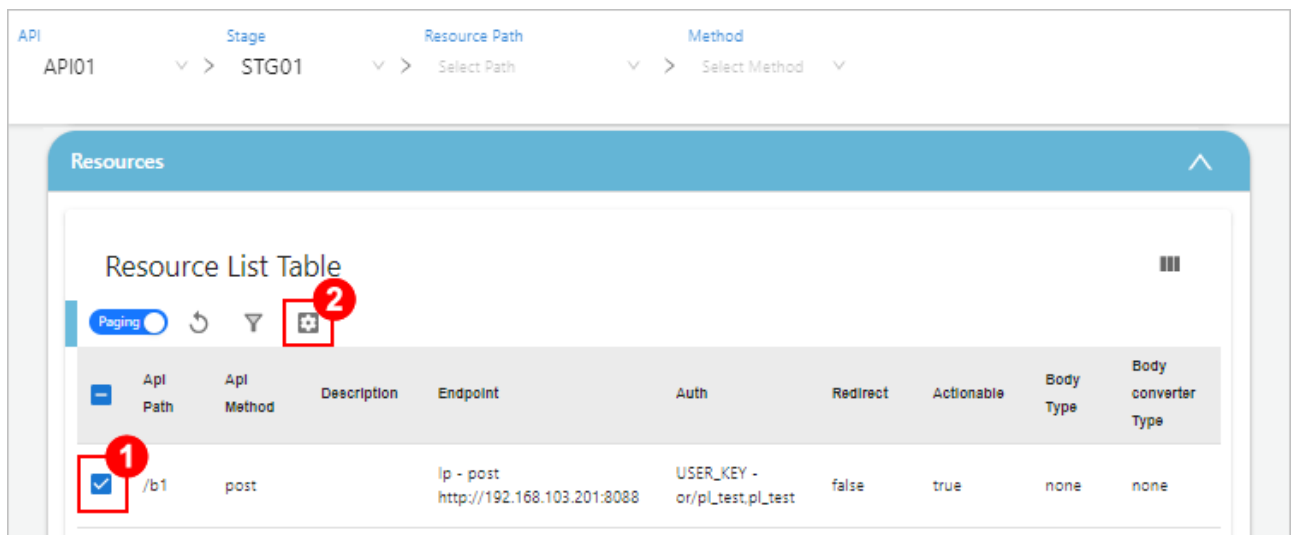 API Stage Resource Path Method
API01 > STG01 > Select Path > Select Method
Resources
Resource List Table
2
Paging
Api Path Api Method Description Endpoint Auth Redirect Actionable Body Type Body converter Type
1
/b1 post Ip - post http://192.168.103.201:8088 USER_KEY - or/pl_test,pl_test false true none none